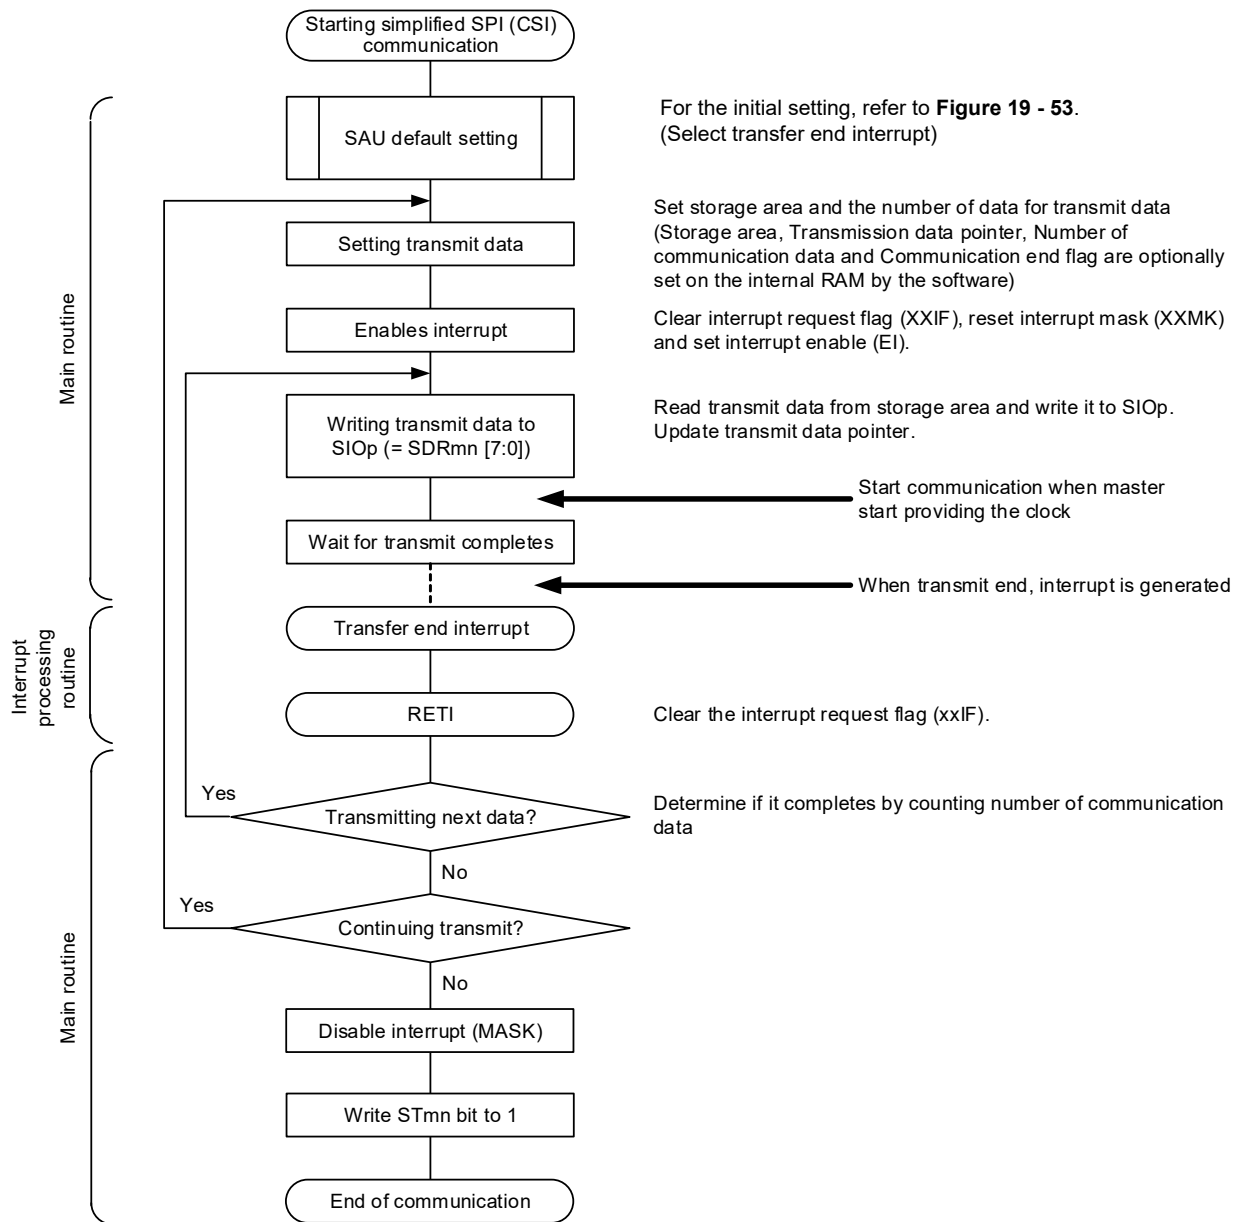 Starting simplified SPI (CSI)
communication
SAU default setting
For the initial setting, refer to Figure 19 - 53.
(Select transfer end interrupt)
Setting transmit data
Set storage area and the number of data for transmit data
(Storage area, Transmission data pointer, Number of
communication data and Communication end flag are optionally
set on the internal RAM by the software)
Enables interrupt
Clear interrupt request flag (XXIF), reset interrupt mask (XXMK)
and set interrupt enable (EI).
Main routine
Writing transmit data to
SIOp (= SDRmn [7:0])
Read transmit data from storage area and write it to SIOp.
Update transmit data pointer.
Start communication when master
start providing the clock
Wait for transmit completes
When transmit end, interrupt is generated
Transfer end interrupt
Interrupt
processing
routine
RETI
Clear the interrupt request flag (xxIF).
Yes
Transmitting next data?
Determine if it completes by counting number of communication
data
No
Yes
Continuing transmit?
No
Main routine
Disable interrupt (MASK)
Write STmn bit to 1
End of communication